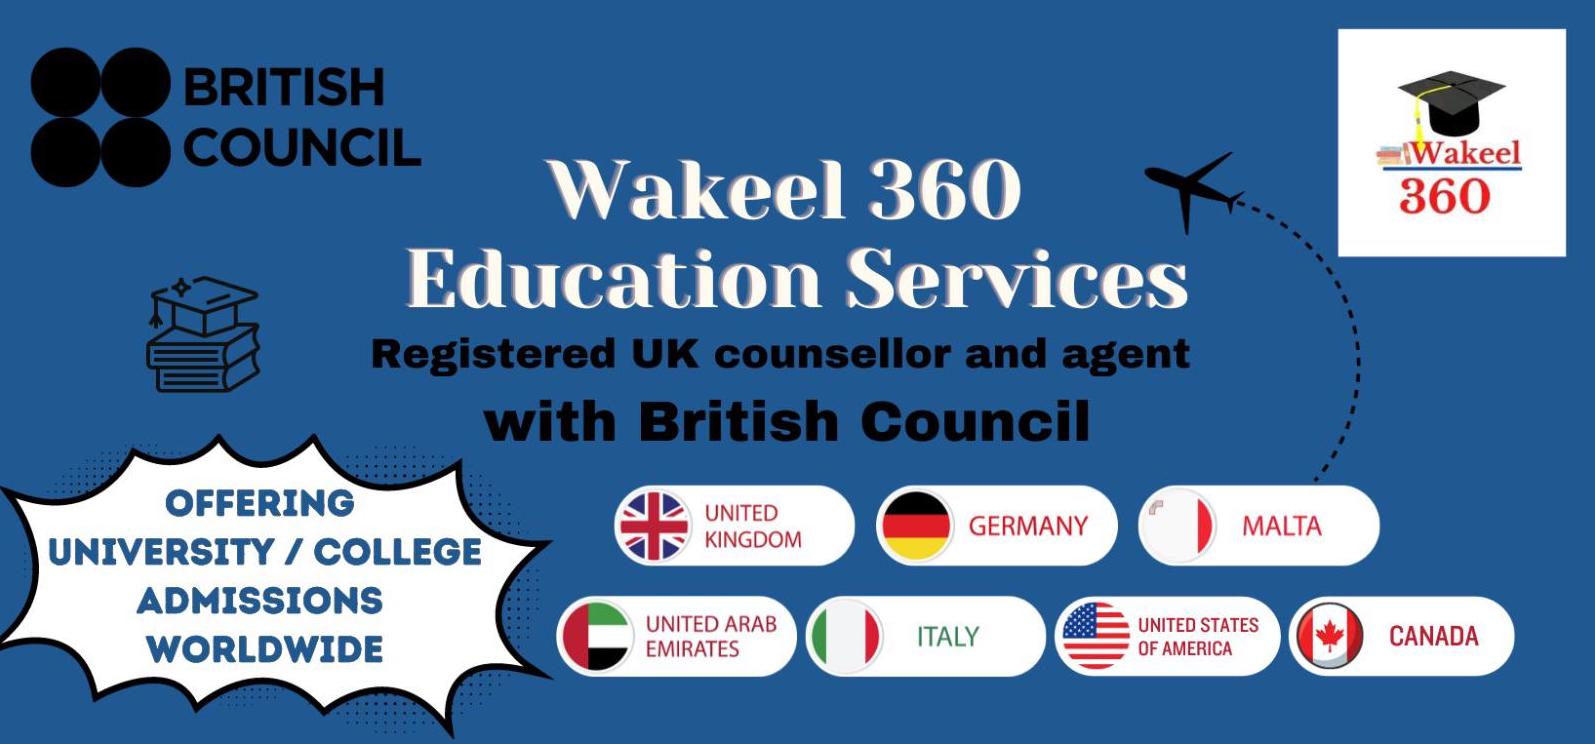 BRITISH
COUNCIL
Wakeel
360
Wakeel 360
Education Services
Registered UK counsellor and agent
with British Council
OFFERING
UNIVERSITY / COLLEGE
ADMISSIONS
WORLDWIDE
UNITED
KINGDOM
GERMANY
MALTA
UNITED ARAB
EMIRATES
ITALY
UNITED STATES
OF AMERICA
CANADA